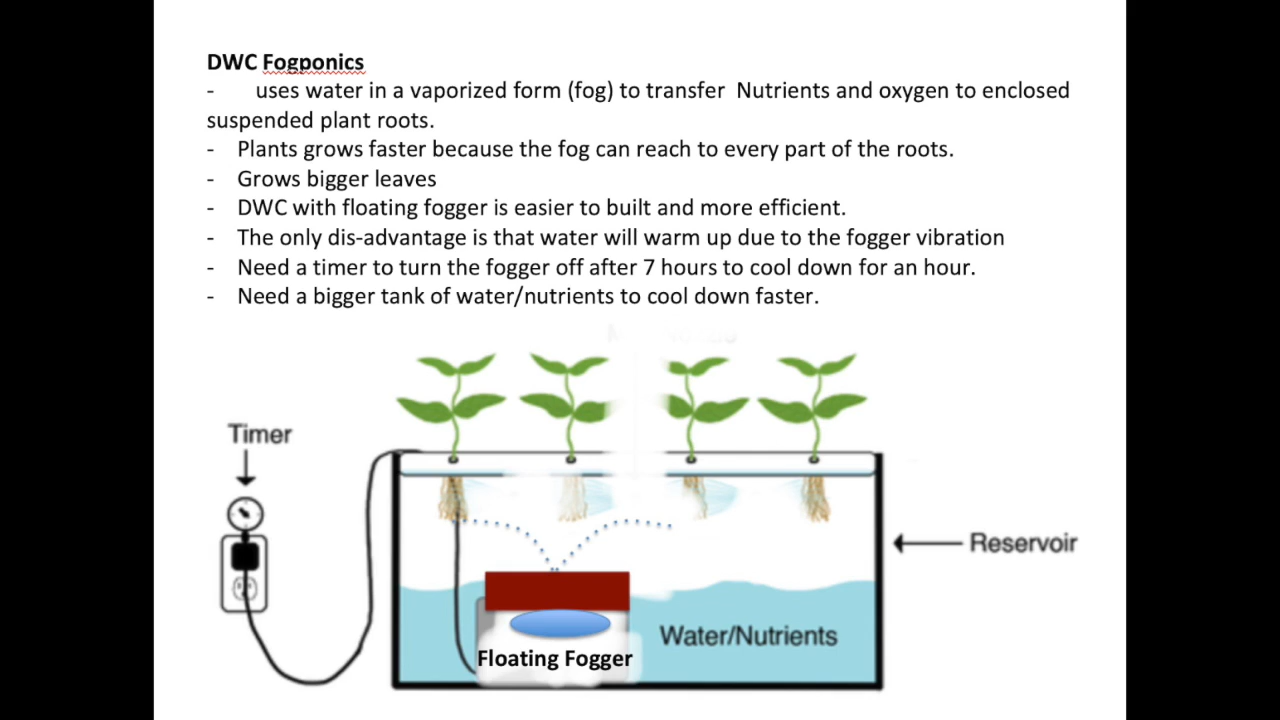 DWC Fogponics
- uses water in a vaporized form (fog) to transfer Nutrients and oxygen to enclosed
suspended plant roots.
- Plants grows faster because the fog can reach to every part of the roots.
- Grows bigger leaves
- DWC with floating fogger is easier to built and more efficient.
- The only dis-advantage is that water will warm up due to the fogger vibration
- Need a timer to turn the fogger off after 7 hours to cool down for an hour.
- Need a bigger tank of water/nutrients to cool down faster.
Timer
Reservoir
Water/Nutrients
Floating Fogger